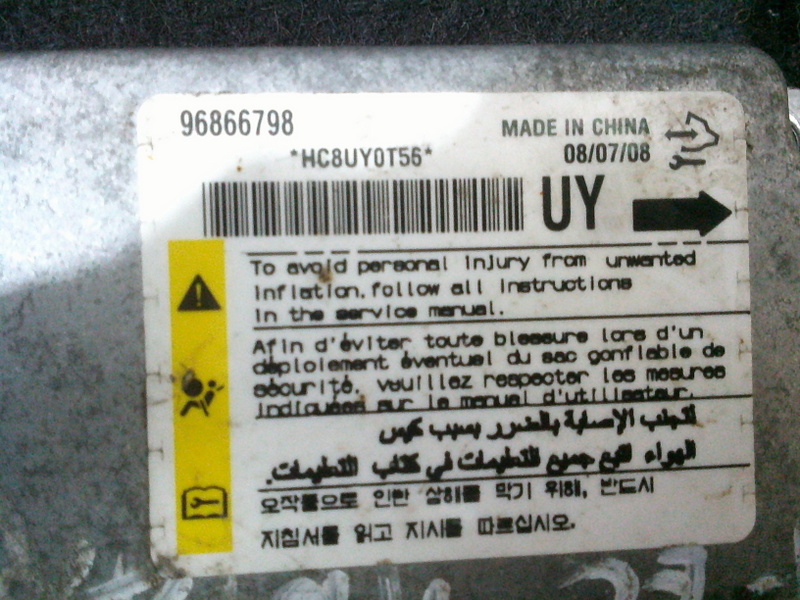 96866798
MADE IN CHINA
*HC8UY0T56*
08/07/08
UY
To avoid personal injury from unwanted
inflation, follow all instructions
in the service manual.
Afin d'éviter toute blessure lors d'un
déploiement éventuel du sac gonflable de
sécurité, veuillez respecter les mesures
indiquées sur le manuel d'utilisateur.
لتجنب الإصابة بالضرر بسبب كيس
الهواء اتبع جميع التعليمات في كتاب التعليمات.
오작동으로 인한 상해를 막기 위해, 반드시
지침서를 읽고 지시를 따르십시오.